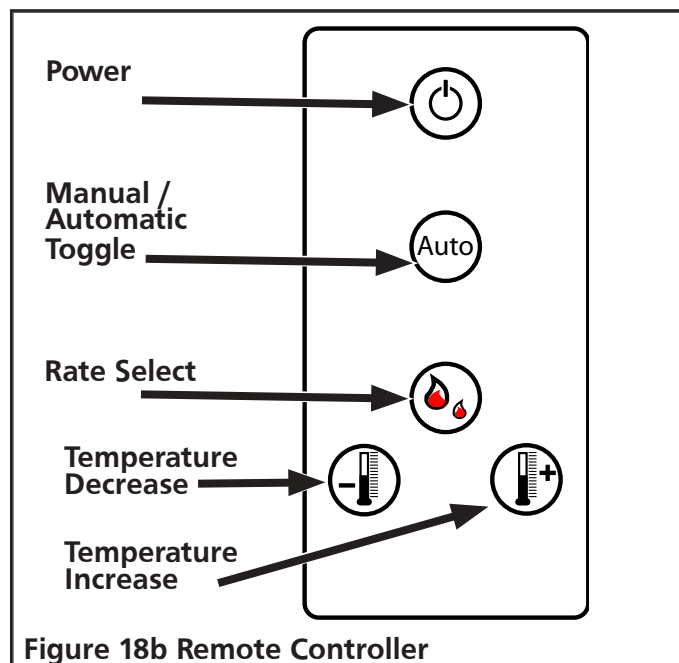 Power
Manual /
Automatic
Toggle
Auto
Rate Select
Temperature
Decrease
−
+
Temperature
Increase
Figure 18b Remote Controller